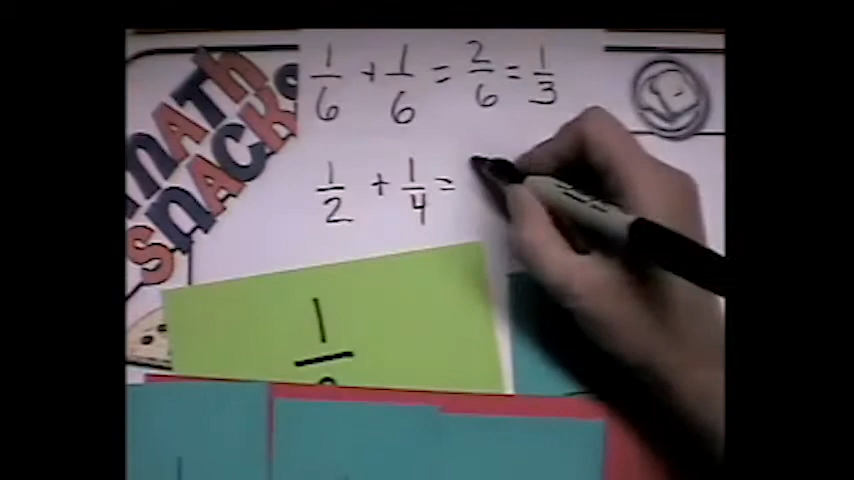 MATH
SNACKS
1/6 + 1/6 = 2/6 = 1/3
1/2 + 1/4 =
1